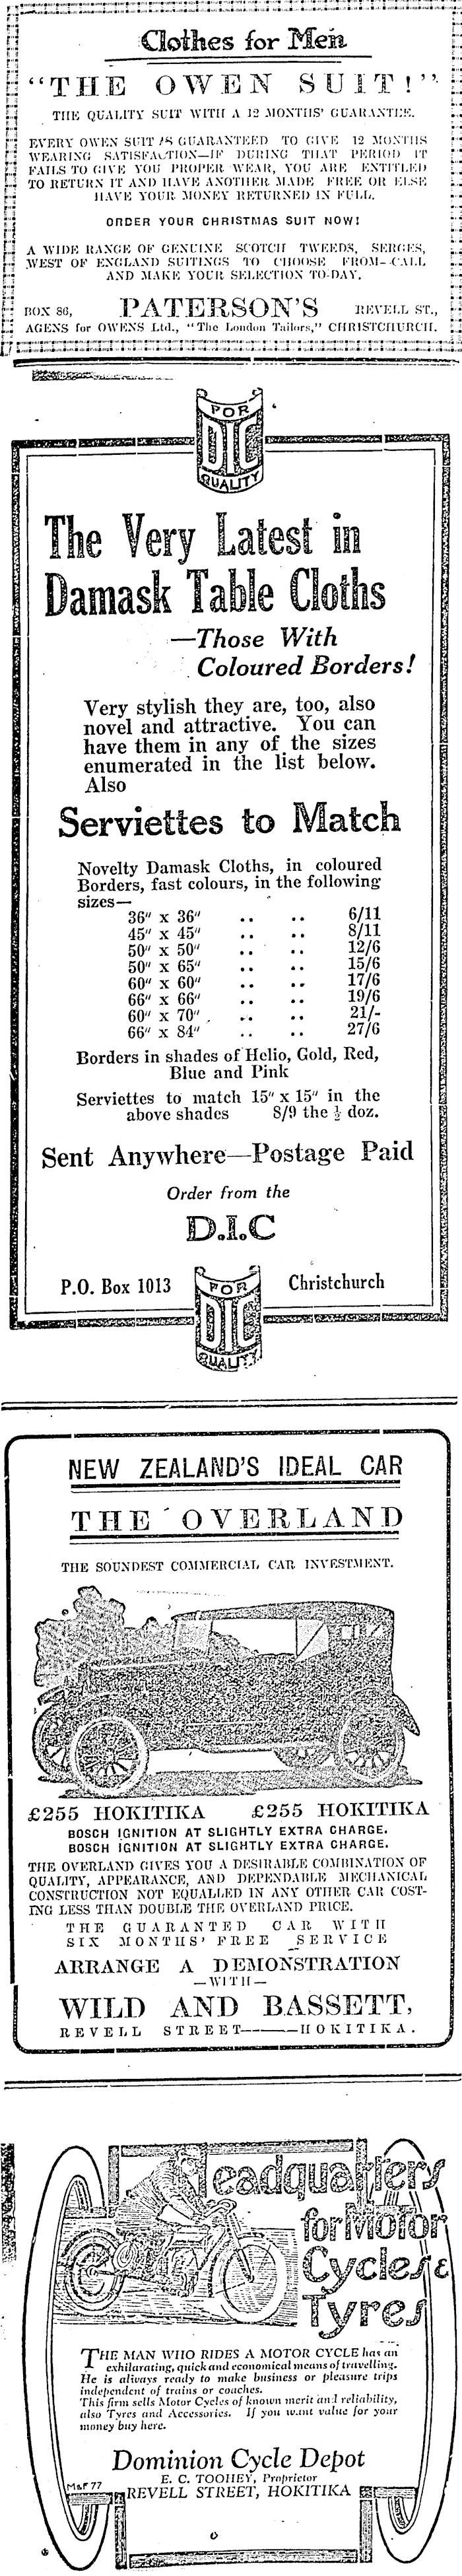 Clothes for Men
"THE OWEN SUIT!"
THE QUALITY SUIT WITH A 12 MONTHS' GUARANTEE.
EVERY OWEN SUIT IS GUARANTEED TO GIVE 12 MONTHS
WEARING SATISFACTION—IF DURING THAT PERIOD IT
FAILS TO GIVE YOU PROPER WEAR, YOU ARE ENTITLED
TO RETURN IT AND HAVE ANOTHER MADE FREE OR ELSE
HAVE YOUR MONEY RETURNED IN FULL.
ORDER YOUR CHRISTMAS SUIT NOW!
A WIDE RANGE OF GENUINE SCOTCH TWEEDS, SERGES,
WEST OF ENGLAND SUITINGS TO CHOOSE FROM—CALL
AND MAKE YOUR SELECTION TO-DAY.
BOX 86, PATERSON'S REVELL ST.,
AGENS for OWENS Ltd., "The London Tailors," CHRISTCHURCH.
FOR
DIC
QUALITY
The Very Latest in
Damask Table Cloths
—Those With
Coloured Borders!
Very stylish they are, too, also
novel and attractive. You can
have them in any of the sizes
enumerated in the list below.
Also
Serviettes to Match
Novelty Damask Cloths, in coloured
Borders, fast colours, in the following
sizes—
36" x 36" .. .. 6/11
45" x 45" .. .. 8/11
50" x 50" .. .. 12/6
50" x 65" .. .. 15/6
60" x 60" .. .. 17/6
66" x 66" .. .. 19/6
60" x 70" .. .. 21/-
66" x 84" .. .. 27/6
Borders in shades of Helio, Gold, Red,
Blue and Pink
Serviettes to match 15" x 15" in the
above shades 8/9 the ½ doz.
Sent Anywhere—Postage Paid
Order from the
D.I.C
P.O. Box 1013 Christchurch
FOR
DIC
QUALITY
NEW ZEALAND'S IDEAL CAR
THE OVERLAND
THE SOUNDEST COMMERCIAL CAR INVESTMENT.
£255 HOKITIKA £255 HOKITIKA
BOSCH IGNITION AT SLIGHTLY EXTRA CHARGE.
BOSCH IGNITION AT SLIGHTLY EXTRA CHARGE.
THE OVERLAND GIVES YOU A DESIRABLE COMBINATION OF
QUALITY, APPEARANCE, AND DEPENDABLE MECHANICAL
CONSTRUCTION NOT EQUALLED IN ANY OTHER CAR COST-
ING LESS THAN DOUBLE THE OVERLAND PRICE.
THE GUARANTED CAR WITH
SIX MONTHS' FREE SERVICE
ARRANGE A DEMONSTRATION
—WITH—
WILD AND BASSETT,
REVELL STREET———HOKITIKA.
Headquarters
for Motor
Cycles &
Tyres
THE MAN WHO RIDES A MOTOR CYCLE has an
exhilarating, quick and economical means of travelling.
He is always ready to make business or pleasure trips
independent of trains or coaches.
This firm sells Motor Cycles of known merit and reliability,
also Tyres and Accessories. If you want value for your
money buy here.
Dominion Cycle Depot
E. C. TOOHEY, Proprietor
M&F 77
REVELL STREET, HOKITIKA